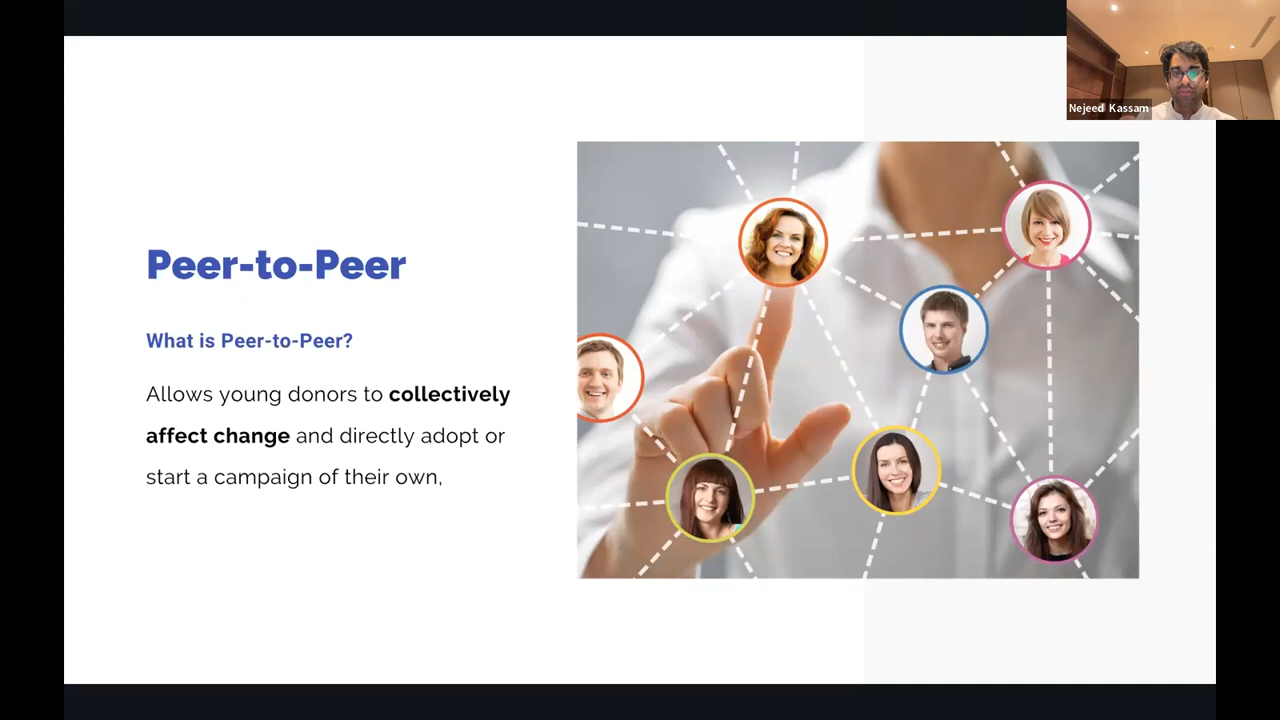 Nejeed Kassam
Peer-to-Peer
What is Peer-to-Peer?
Allows young donors to collectively
affect change and directly adopt or
start a campaign of their own,